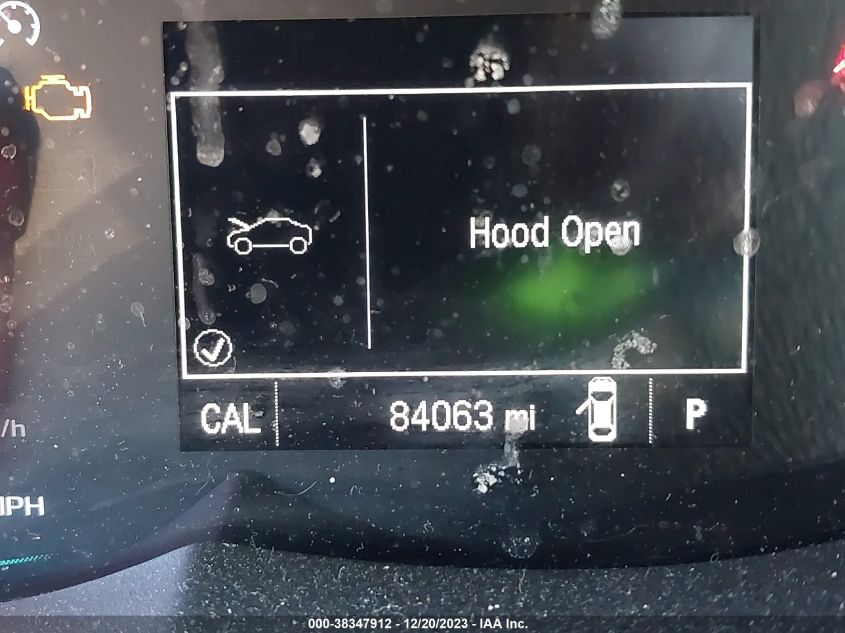 Hood Open
CAL
84063 mi
P
/h
MPH
000-38347912 - 12/20/2023 - IAA Inc.